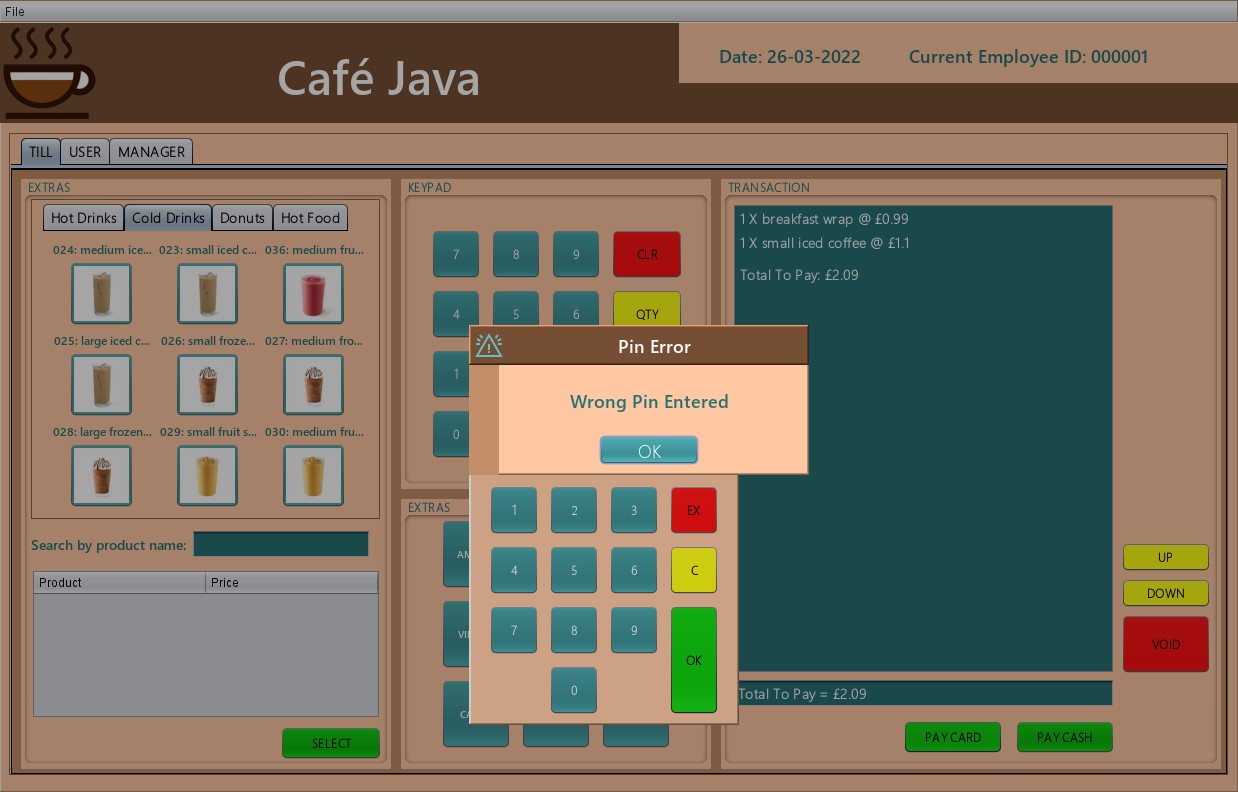 File
Café Java
Date: 26-03-2022
Current Employee ID: 000001
TILL
USER
MANAGER
EXTRAS
Hot Drinks
Cold Drinks
Donuts
Hot Food
024: medium ice...
023: small iced c...
036: medium fru...
025: large iced c...
026: small froze...
027: medium fro...
028: large frozen...
029: small fruit s...
030: medium fru...
Search by product name:
Product
Price
SELECT
KEYPAD
7
8
9
CLR
4
5
6
QTY
1
0
EXTRAS
Pin Error
Wrong Pin Entered
OK
1
2
3
EX
4
5
6
C
7
8
9
OK
0
TRANSACTION
1 X breakfast wrap @ £0.99
1 X small iced coffee @ £1.1
Total To Pay: £2.09
UP
DOWN
VOID
Total To Pay = £2.09
PAY CARD
PAY CASH